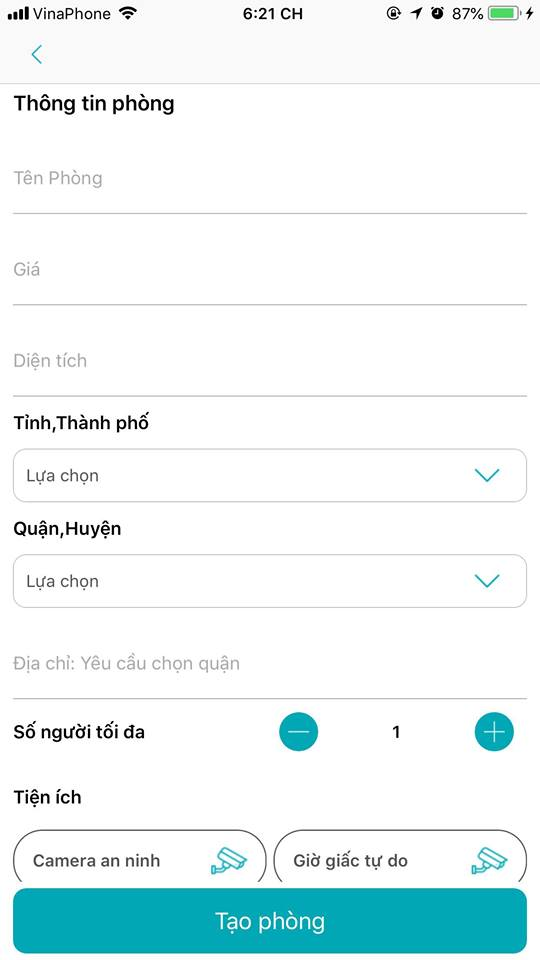 VinaPhone 6:21 CH 87%
Thông tin phòng
Tên Phòng
Giá
Diện tích
Tỉnh,Thành phố
Lựa chọn
Quận,Huyện
Lựa chọn
Địa chỉ: Yêu cầu chọn quận
Số người tối đa 1
Tiện ích
Camera an ninh Giờ giấc tự do
Tạo phòng